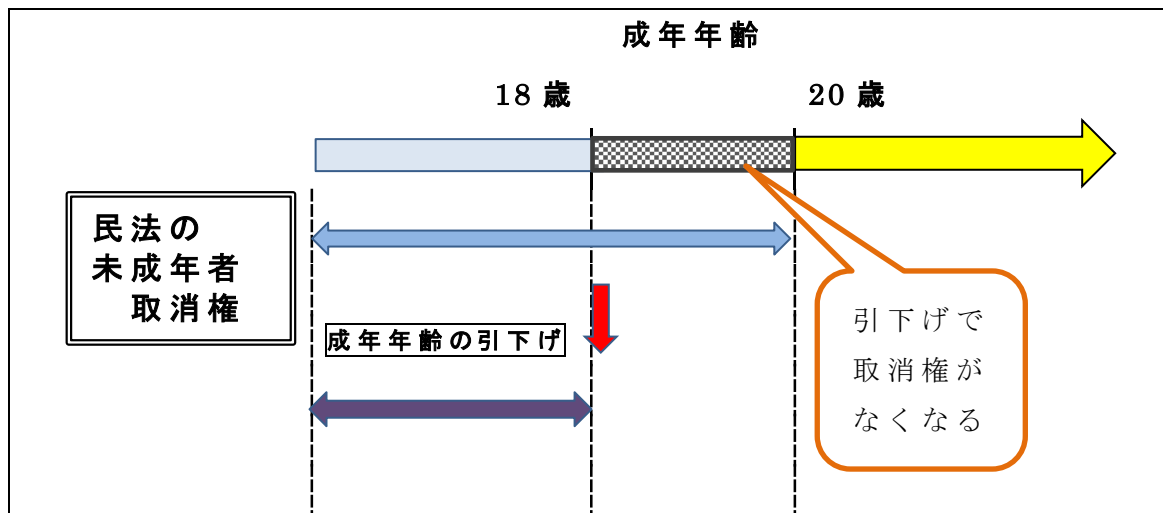 成年年齢
18歳
20歳
民法の
未成年者
取消権
成年年齢の引下げ
引下げで
取消権が
なくなる